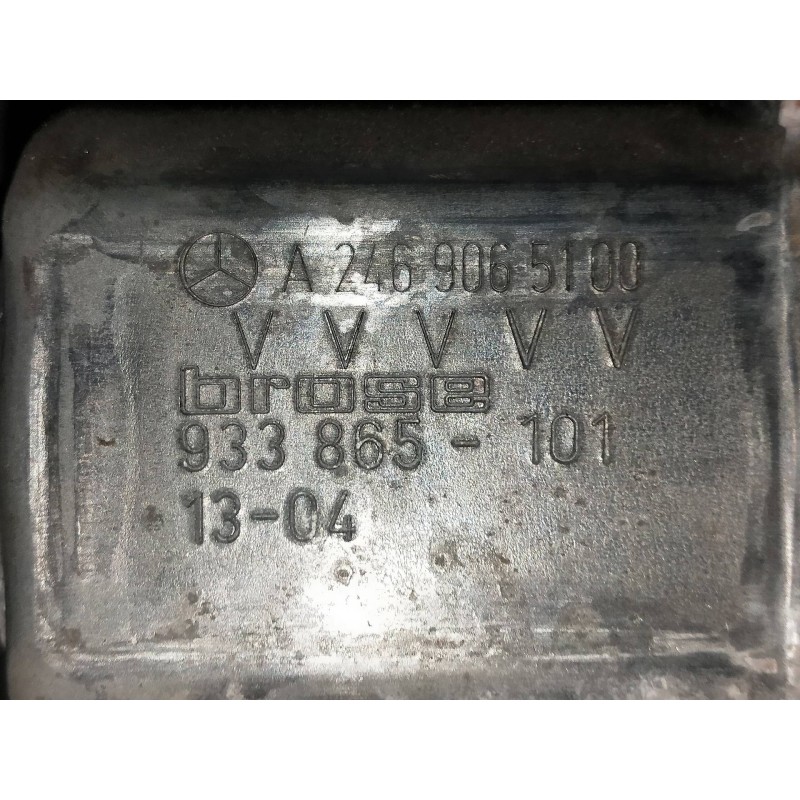 A 246 906 51 00
V V V V V
brose
933 865 - 101
13-04